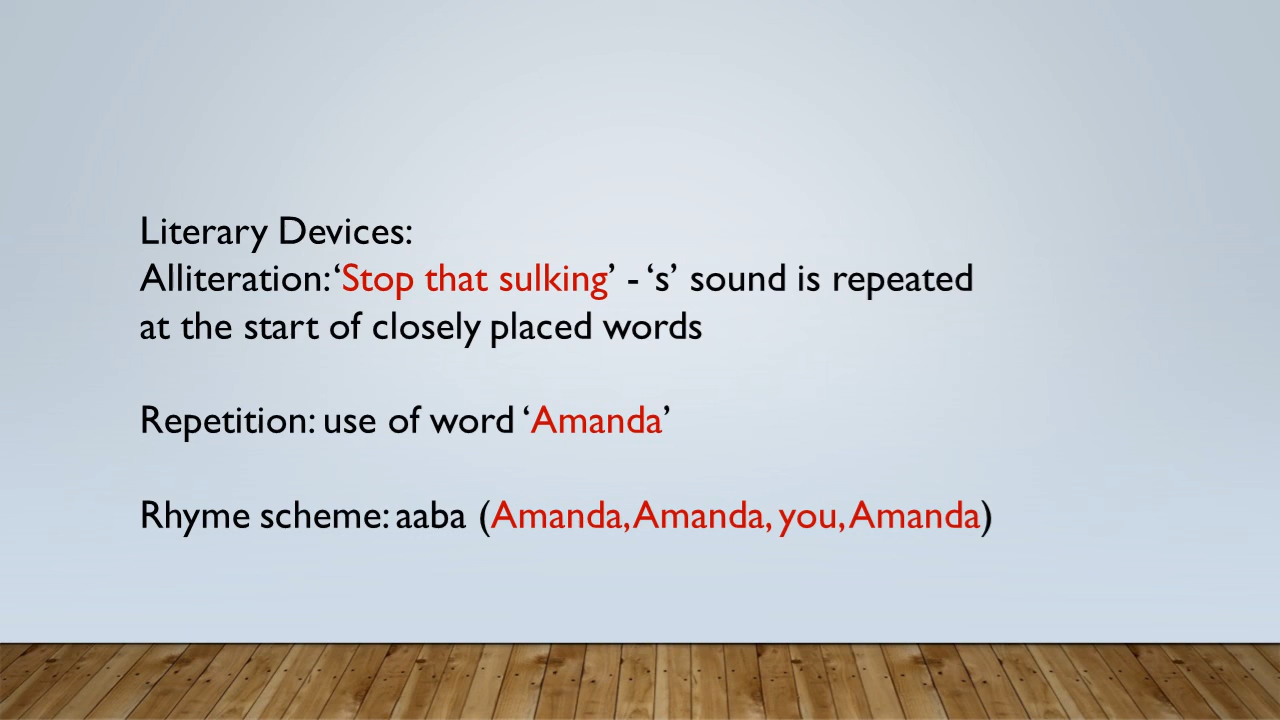 Literary Devices:
Alliteration: ‘Stop that sulking’ - ‘s’ sound is repeated
at the start of closely placed words
Repetition: use of word ‘Amanda’
Rhyme scheme: aaba (Amanda, Amanda, you, Amanda)